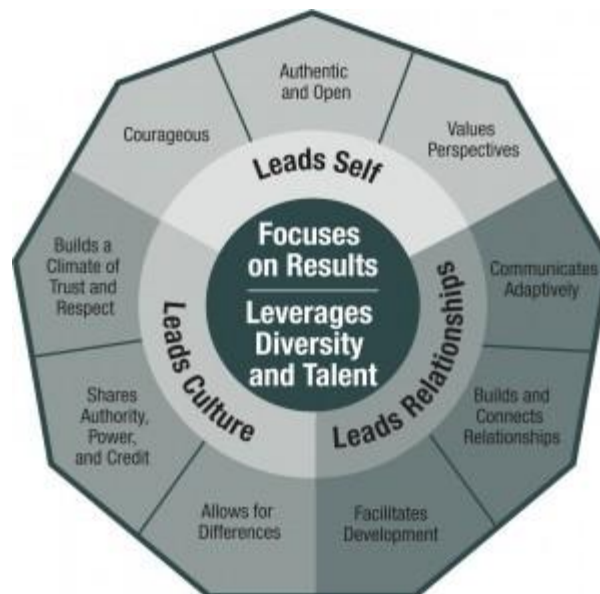 Authentic
and Open
Courageous
Values
Perspectives
Leads Self
Focuses
on Results
Leverages
Diversity
and Talent
Builds a
Climate of
Trust and
Respect
Communicates
Adaptively
Leads Culture
Leads Relationships
Shares
Authority,
Power,
and Credit
Builds and
Connects
Relationships
Allows for
Differences
Facilitates
Development